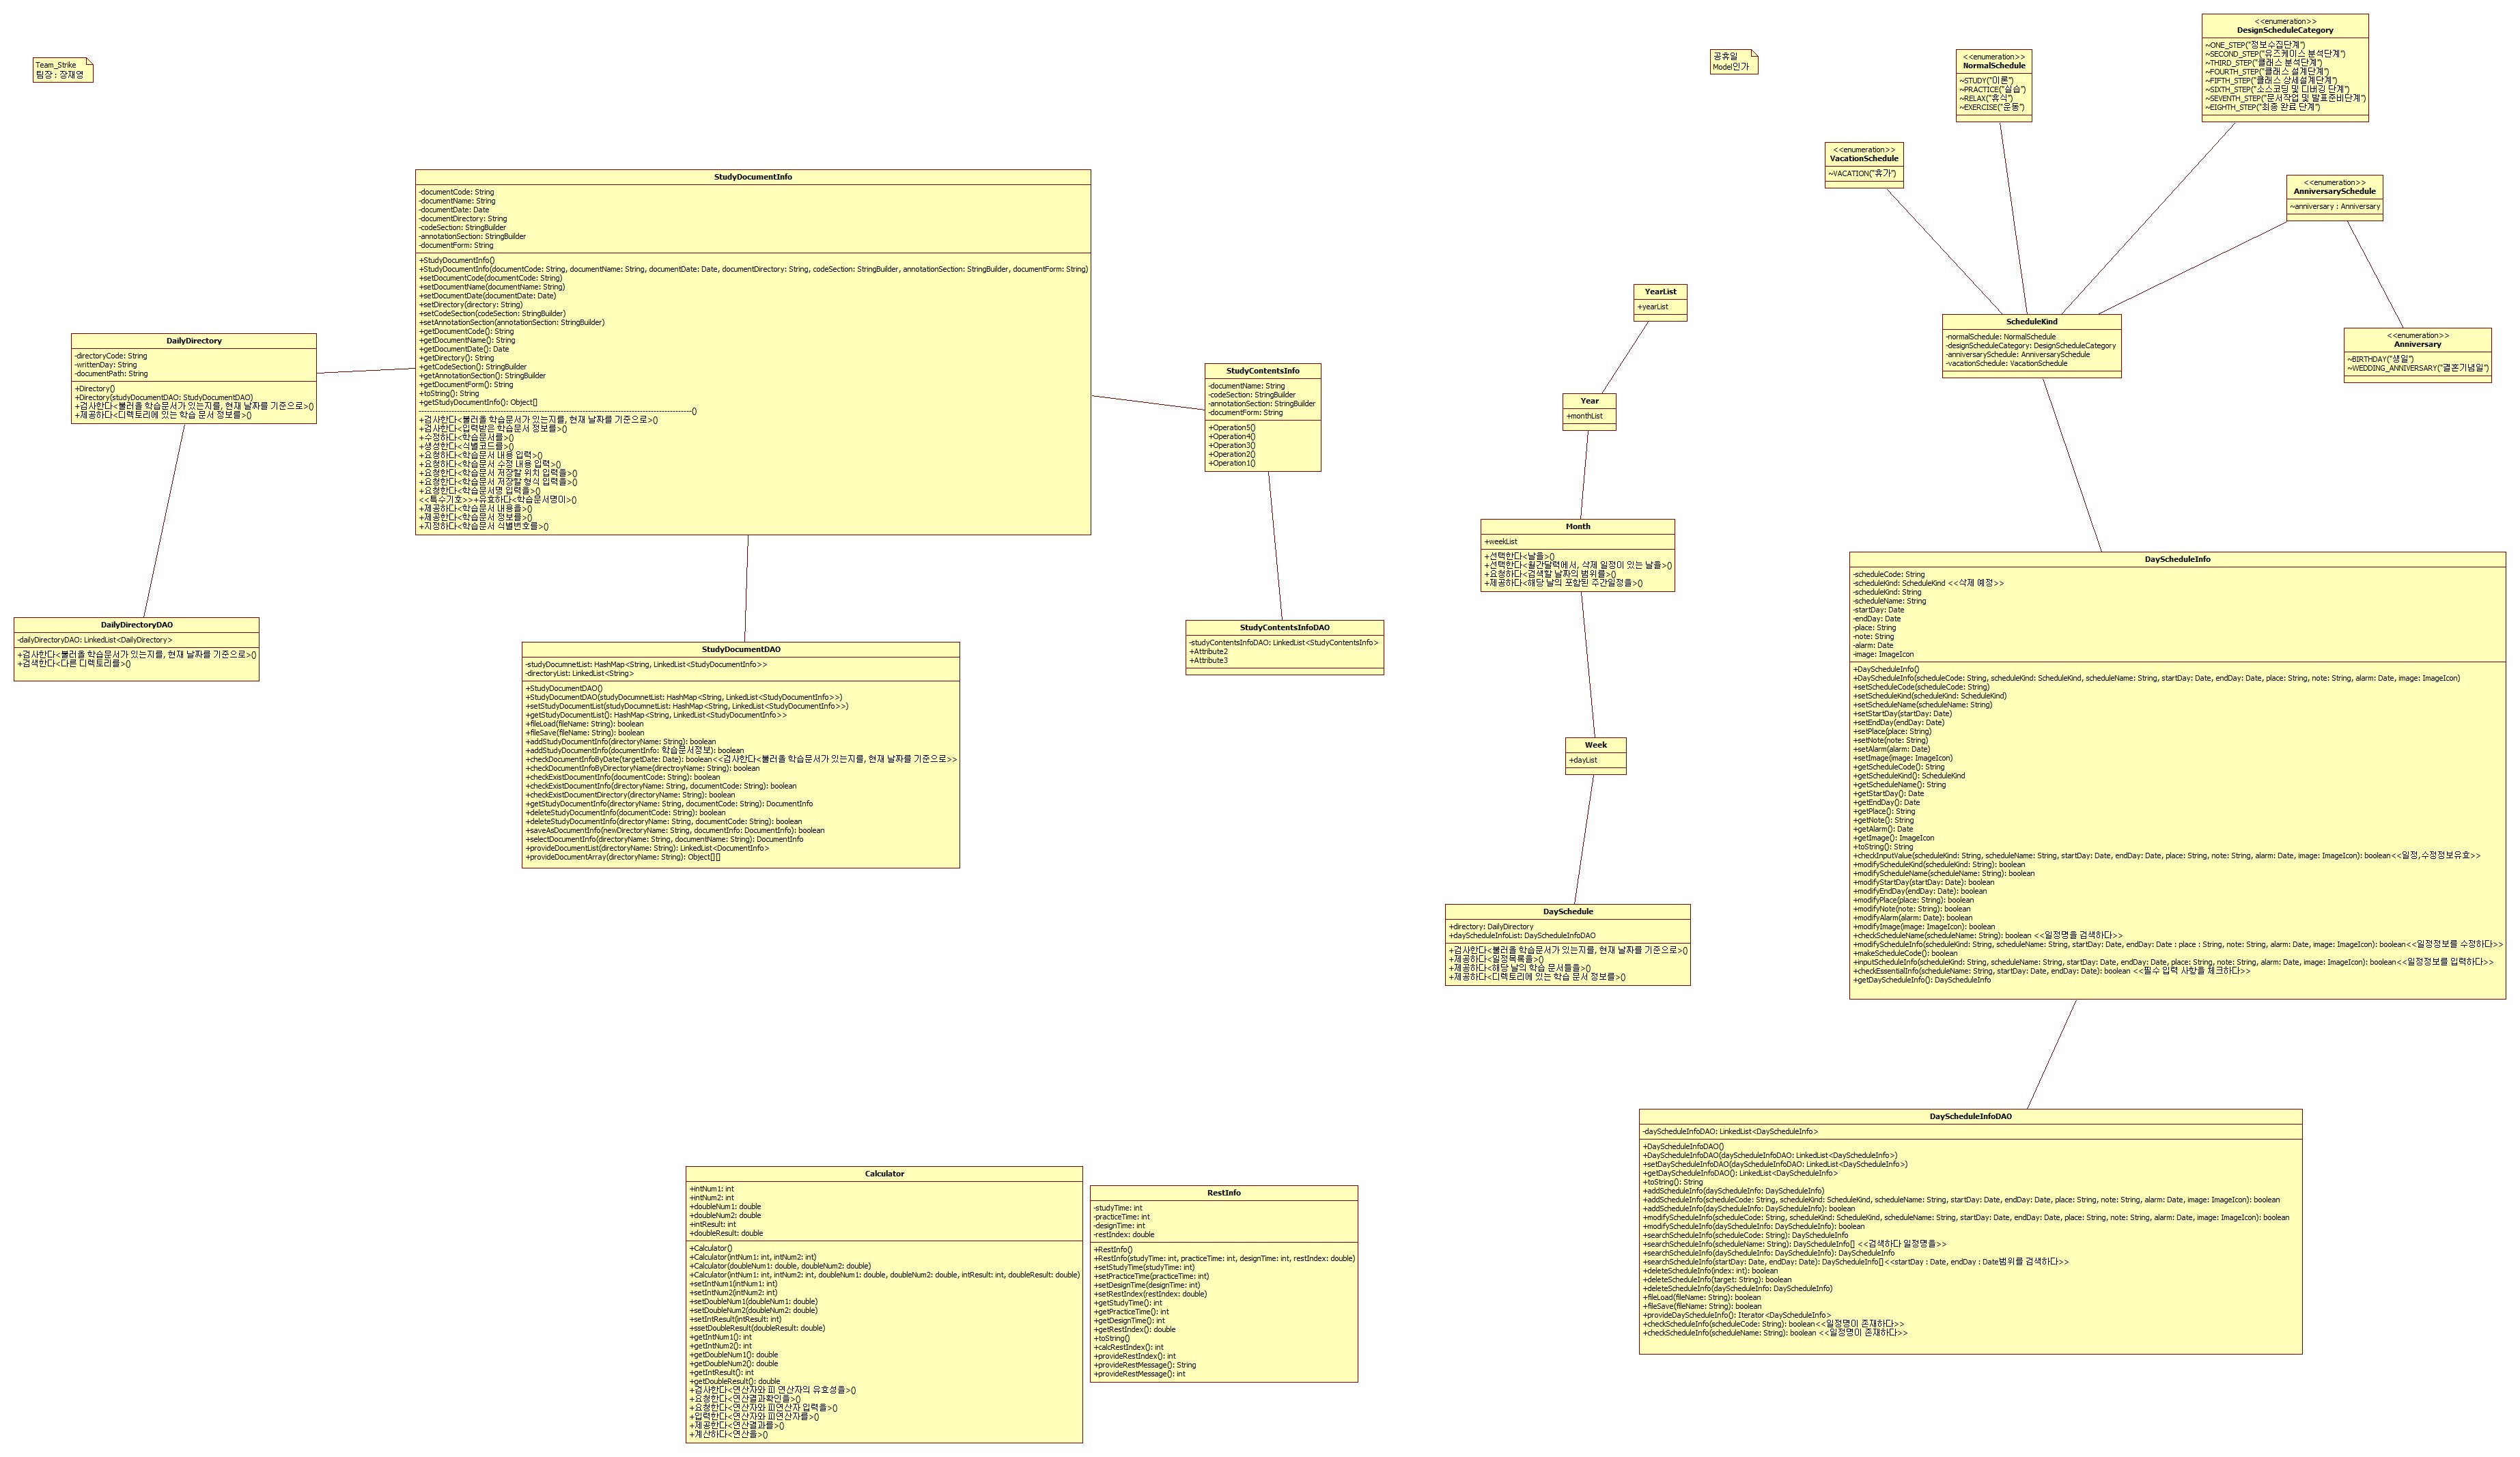 Team_Strike
팀장 : 장재영
공휴일
Model인가
<<enumeration>>
DesignScheduleCategory
~ONE_STEP("정보수집단계")
~SECOND_STEP("유즈케이스 분석단계")
~THIRD_STEP("클래스 분석단계")
~FOURTH_STEP("클래스 설계단계")
~FIFTH_STEP("클래스 상세설계단계")
~SIXTH_STEP("소스코딩 및 디버깅 단계")
~SEVENTH_STEP("문서작업 및 발표준비단계")
~EIGHTH_STEP("최종 완료 단계")
<<enumeration>>
NormalSchedule
~STUDY("이론")
~PRACTICE("실습")
~RELAX("휴식")
~EXERCISE("운동")
<<enumeration>>
VacationSchedule
~VACATION("휴가")
<<enumeration>>
AnniversarySchedule
~anniversary : Anniversary
<<enumeration>>
Anniversary
~BIRTHDAY("생일")
~WEDDING_ANNIVERSARY("결혼기념일")
ScheduleKind
-normalSchedule: NormalSchedule
-designScheduleCategory: DesignScheduleCategory
-anniversarySchedule: AnniversarySchedule
-vacationSchedule: VacationSchedule
StudyDocumentInfo
-documentCode: String
-documentName: String
-documentDate: Date
-documentDirectory: String
-codeSection: StringBuilder
-annotationSection: StringBuilder
-documentForm: String
+StudyDocumentInfo()
+StudyDocumentInfo(documentCode: String, documentName: String, documentDate: Date, documentDirectory: String, codeSection: StringBuilder, annotationSection: StringBuilder, documentForm: String)
+setDocumentCode(documentCode: String)
+setDocumentName(documentName: String)
+setDocumentDate(documentDate: Date)
+setDirectory(directory: String)
+setCodeSection(codeSection: StringBuilder)
+setAnnotationSection(annotationSection: StringBuilder)
+getDocumentCode(): String
+getDocumentName(): String
+getDocumentDate(): Date
+getDirectory(): String
+getCodeSection(): StringBuilder
+getAnnotationSection(): StringBuilder
+getDocumentForm(): String
+toString(): String
+getStudyDocumentInfo(): Object[]
------------------------------------------------------------------------------------------()
+검사한다<불러올 학습문서가 있는지를, 현재 날짜를 기준으로>()
+검사한다<입력받은 학습문서 정보를>()
+수정하다<학습문서를>()
+생성한다<식별코드를>()
+요청하다<학습문서 내용 입력>()
+요청하다<학습문서 수정 내용 입력>()
+요청한다<학습문서 저장할 위치 입력을>()
+요청한다<학습문서 저장할 형식 입력을>()
+요청한다<학습문서명 입력을>()
<<특수기호>>+유효하다<학습문서명이>()
+제공하다<학습문서 내용을>()
+제공한다<학습문서 정보를>()
+지정하다<학습문서 식별번호를>()
DailyDirectory
-directoryCode: String
-writtenDay: String
-documentPath: String
+Directory()
+Directory(studyDocumentDAO: StudyDocumentDAO)
+검사한다<불러올 학습문서가 있는지를, 현재 날짜를 기준으로>()
+제공하다<디렉토리에 있는 학습 문서 정보를>()
StudyContentsInfo
-documentName: String
-codeSection: StringBuilder
-annotationSection: StringBuilder
-documentForm: String
+Operation5()
+Operation4()
+Operation3()
+Operation2()
+Operation1()
YearList
+yearList
Year
+monthList
Month
+weekList
+선택한다<날을>()
+선택한다<월간달력에서, 삭제 일정이 있는 날을>()
+요청하다<검색할 날짜의 범위를>()
+제공하다<해당 날의 포함된 주간일정을>()
Week
+dayList
DaySchedule
+directory: DailyDirectory
+dayScheduleInfoList: DayScheduleInfoDAO
+검사한다<불러올 학습문서가 있는지를, 현재 날짜를 기준으로>()
+제공하다<일정목록을>()
+제공하다<해당 날의 학습 문서들을>()
+제공하다<디렉토리에 있는 학습 문서 정보를>()
DailyDirectoryDAO
-dailyDirectoryDAO: LinkedList<DailyDirectory>
+검사한다<불러올 학습문서가 있는지를, 현재 날짜를 기준으로>()
+검색한다<다른 디렉토리를>()
StudyDocumentDAO
-studyDocumnetList: HashMap<String, LinkedList<StudyDocumentInfo>>
-directoryList: LinkedList<String>
+StudyDocumentDAO()
+StudyDocumentDAO(studyDocumnetList: HashMap<String, LinkedList<StudyDocumentInfo>>)
+setStudyDocumentList(studyDocumnetList: HashMap<String, LinkedList<StudyDocumentInfo>>)
+getStudyDocumentList(): HashMap<String, LinkedList<StudyDocumentInfo>>
+fileLoad(fileName: String): boolean
+fileSave(fileName: String): boolean
+addStudyDocumentInfo(directoryName: String): boolean
+addStudyDocumentInfo(documentInfo: 학습문서정보): boolean
+checkDocumentInfoByDate(targetDate: Date): boolean<<검사한다<불러올 학습문서가 있는지를, 현재 날짜를 기준으로>>
+checkDocumentInfoByDirectoryName(directroyName: String): boolean
+checkExistDocumentInfo(documentCode: String): boolean
+checkExistDocumentInfo(directoryName: String, documentCode: String): boolean
+checkExistDocumentDirectory(directoryName: String): boolean
+getStudyDocumentInfo(directoryName: String, documentCode: String): DocumentInfo
+deleteStudyDocumentInfo(documentCode: String): boolean
+deleteStudyDocumentInfo(directoryName: String, documentCode: String): boolean
+saveAsDocumentInfo(newDirectoryName: String, documentInfo: DocumentInfo): boolean
+selectDocumentInfo(directoryName: String, documentName: String): DocumentInfo
+provideDocumentList(directoryName: String): LinkedList<DocumentInfo>
+provideDocumentArray(directoryName: String): Object[][]
StudyContentsInfoDAO
-studyContentsInfoDAO: LinkedList<StudyContentsInfo>
+Attribute2
+Attribute3
DayScheduleInfo
-scheduleCode: String
-scheduleKind: ScheduleKind <<삭제 예정>>
-scheduleKind: String
-scheduleName: String
-startDay: Date
-endDay: Date
-place: String
-note: String
-alarm: Date
-image: ImageIcon
+DayScheduleInfo()
+DayScheduleInfo(scheduleCode: String, scheduleKind: ScheduleKind, scheduleName: String, startDay: Date, endDay: Date, place: String, note: String, alarm: Date, image: ImageIcon)
+setScheduleCode(scheduleCode: String)
+setScheduleKind(scheduleKind: ScheduleKind)
+setScheduleName(scheduleName: String)
+setStartDay(startDay: Date)
+setEndDay(endDay: Date)
+setPlace(place: String)
+setNote(note: String)
+setAlarm(alarm: Date)
+setImage(image: ImageIcon)
+getScheduleCode(): String
+getScheduleKind(): ScheduleKind
+getScheduleName(): String
+getStartDay(): Date
+getEndDay(): Date
+getPlace(): String
+getNote(): String
+getAlarm(): Date
+getImage(): ImageIcon
+toString(): String
+checkInputValue(scheduleKind: String, scheduleName: String, startDay: Date, endDay: Date, place: String, note: String, alarm: Date, image: ImageIcon): boolean<<일정,수정정보유효>>
+modifyScheduleKind(scheduleKind: String): boolean
+modifyScheduleName(scheduleName: String): boolean
+modifyStartDay(startDay: Date): boolean
+modifyEndDay(endDay: Date): boolean
+modifyPlace(place: String): boolean
+modifyNote(note: String): boolean
+modifyAlarm(alarm: Date): boolean
+modifyImage(image: ImageIcon): boolean
+checkScheduleName(scheduleName: String): boolean <<일정명을 검색하다>>
+modifyScheduleInfo(scheduleKind: String, scheduleName: String, startDay: Date, endDay: Date : place : String, note: String, alarm: Date, image: ImageIcon): boolean<<일정정보를 수정하다>>
+makeScheduleCode(): boolean
+inputScheduleInfo(scheduleKind: String, scheduleName: String, startDay: Date, endDay: Date, place: String, note: String, alarm: Date, image: ImageIcon): boolean<<일정정보를 입력하다>>
+checkEssentialInfo(scheduleName: String, startDay: Date, endDay: Date): boolean <<필수 입력 사항을 체크하다>>
+getDayScheduleInfo(): DayScheduleInfo
DayScheduleInfoDAO
-dayScheduleInfoDAO: LinkedList<DayScheduleInfo>
+DayScheduleInfoDAO()
+DayScheduleInfoDAO(dayScheduleInfoDAO: LinkedList<DayScheduleInfo>)
+setDayScheduleInfoDAO(dayScheduleInfoDAO: LinkedList<DayScheduleInfo>)
+getDayScheduleInfoDAO(): LinkedList<DayScheduleInfo>
+toString(): String
+addScheduleInfo(dayScheduleInfo: DayScheduleInfo)
+addScheduleInfo(scheduleCode: String, scheduleKind: ScheduleKind, scheduleName: String, startDay: Date, endDay: Date, place: String, note: String, alarm: Date, image: ImageIcon): boolean
+addScheduleInfo(dayScheduleInfo: DayScheduleInfo): boolean
+modifyScheduleInfo(scheduleCode: String, scheduleKind: ScheduleKind, scheduleName: String, startDay: Date, endDay: Date, place: String, note: String, alarm: Date, image: ImageIcon): boolean
+modifyScheduleInfo(dayScheduleInfo: DayScheduleInfo): boolean
+searchScheduleInfo(scheduleCode: String): DayScheduleInfo
+searchScheduleInfo(scheduleName: String): DayScheduleInfo[] <<검색하다 일정명을>>
+searchScheduleInfo(dayScheduleInfo: DayScheduleInfo): DayScheduleInfo
+searchScheduleInfo(startDay: Date, endDay: Date): DayScheduleInfo[]<<startDay : Date, endDay : Date범위를 검색하다>>
+deleteScheduleInfo(index: int): boolean
+deleteScheduleInfo(target: String): boolean
+deleteScheduleInfo(dayScheduleInfo: DayScheduleInfo)
+fileLoad(fileName: String): boolean
+fileSave(fileName: String): boolean
+provideDayScheduleInfo(): Iterator<DayScheduleInfo>
+checkScheduleInfo(scheduleCode: String): boolean<<일정명이 존재하다>>
+checkScheduleInfo(scheduleName: String): boolean <<일정명이 존재하다>>
Calculator
+intNum1: int
+intNum2: int
+doubleNum1: double
+doubleNum2: double
+intResult: int
+doubleResult: double
+Calculator()
+Calculator(intNum1: int, intNum2: int)
+Calculator(doubleNum1: double, doubleNum2: double)
+Calculator(intNum1: int, intNum2: int, doubleNum1: double, doubleNum2: double, intResult: int, doubleResult: double)
+setIntNum1(intNum1: int)
+setIntNum2(intNum2: int)
+setDoubleNum1(doubleNum1: double)
+setDoubleNum2(doubleNum2: double)
+setIntResult(intResult: int)
+ssetDoubleResult(doubleResult: double)
+getIntNum1(): int
+getIntNum2(): int
+getDoubleNum1(): double
+getDoubleNum2(): double
+getIntResult(): int
+getDoubleResult(): double
+검사한다<연산자와 피 연산자의 유효성을>()
+요청한다<연산결과확인을>()
+요청한다<연산자와 피연산자 입력을>()
+입력한다<연산자와 피연산자를>()
+제공한다<연산결과를>()
+계산하다<연산을>()
RestInfo
-studyTime: int
-practiceTime: int
-designTime: int
-restIndex: double
+RestInfo()
+RestInfo(studyTime: int, practiceTime: int, designTime: int, restIndex: double)
+setStudyTime(studyTime: int)
+setPracticeTime(practiceTime: int)
+setDesignTime(designTime: int)
+setRestIndex(restIndex: double)
+getStudyTime(): int
+getPracticeTime(): int
+getDesignTime(): int
+getRestIndex(): double
+toString()
+calcRestIndex(): int
+provideRestIndex(): int
+provideRestMessage(): String
+provideRestMessage(): int